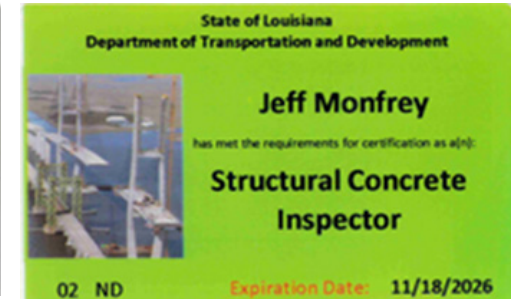 State of Louisiana
Department of Transportation and Development
Jeff Monfrey
has met the requirements for certification as a(n):
Structural Concrete
Inspector
02 ND
Expiration Date: 11/18/2026